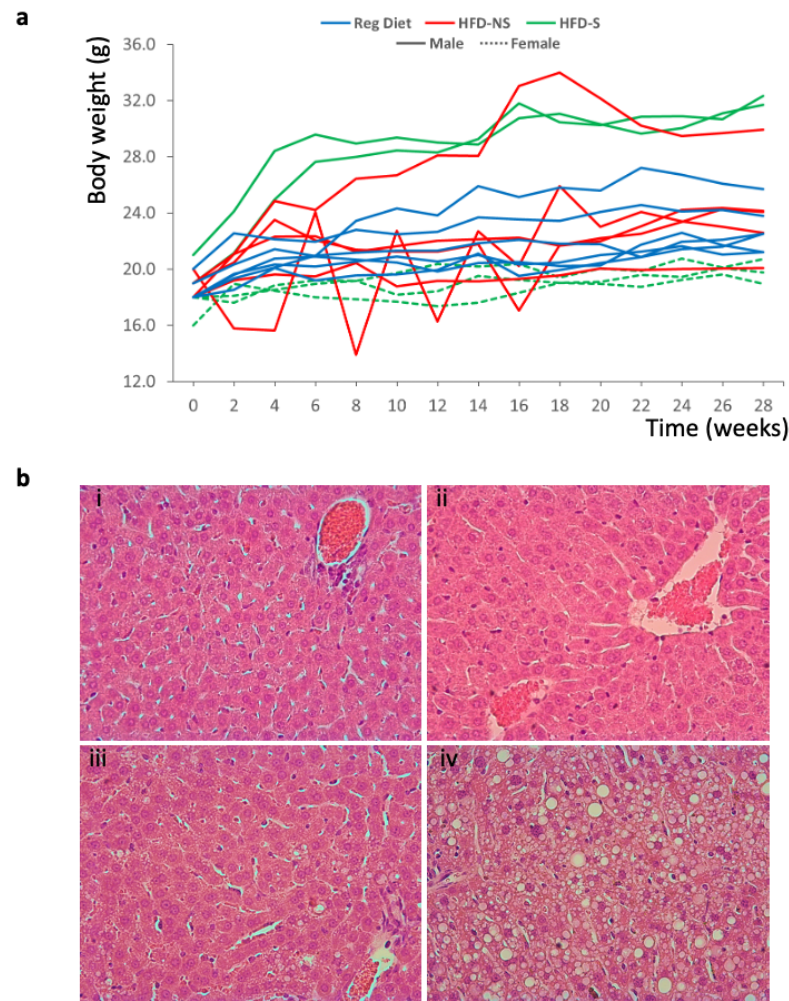 a
Reg Diet HFD-NS HFD-S
Male Female
Body weight (g)
36.0
32.0
28.0
24.0
20.0
16.0
12.0
0 2 4 6 8 10 12 14 16 18 20 22 24 26 28
Time (weeks)
b
i
ii
iii
iv